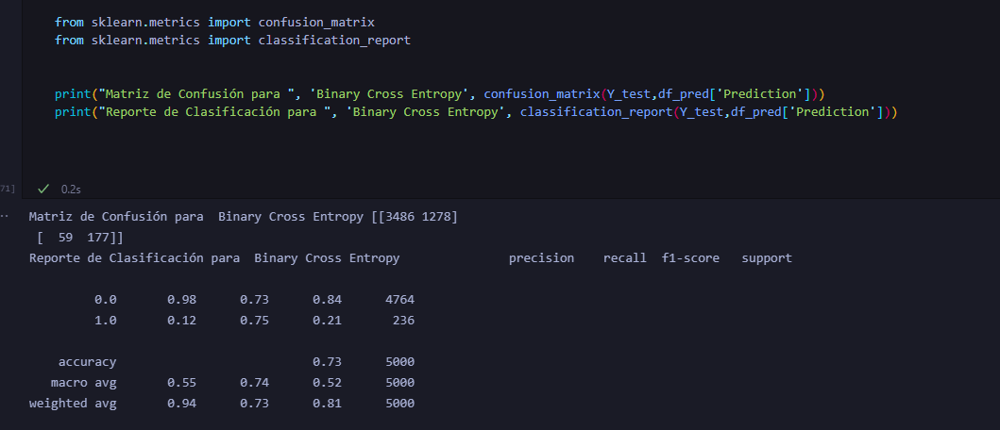 from sklearn.metrics import confusion_matrix
from sklearn.metrics import classification_report
print("Matriz de Confusión para ", 'Binary Cross Entropy', confusion_matrix(Y_test,df_pred['Prediction']))
print("Reporte de Clasificación para ", 'Binary Cross Entropy', classification_report(Y_test,df_pred['Prediction']))
71] ✓ 0.2s
Matriz de Confusión para  Binary Cross Entropy [[3486 1278]
 [  59  177]]
Reporte de Clasificación para  Binary Cross Entropy               precision    recall  f1-score   support
         0.0       0.98      0.73      0.84      4764
         1.0       0.12      0.75      0.21       236
    accuracy                           0.73      5000
   macro avg       0.55      0.74      0.52      5000
weighted avg       0.94      0.73      0.81      5000